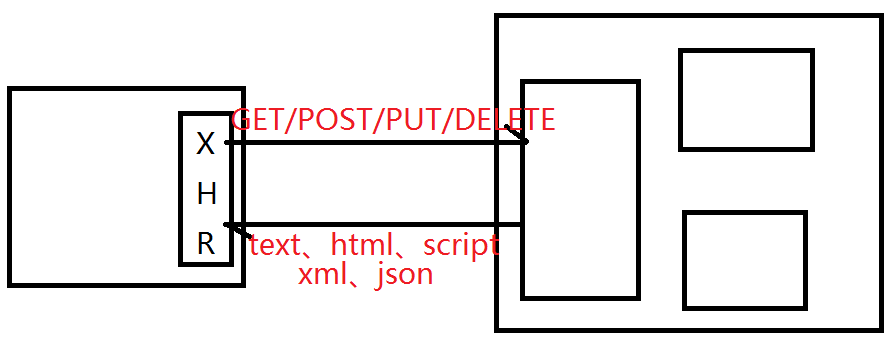 GET/POST/PUT/DELETE
X
H
R
text、html、script
xml、json